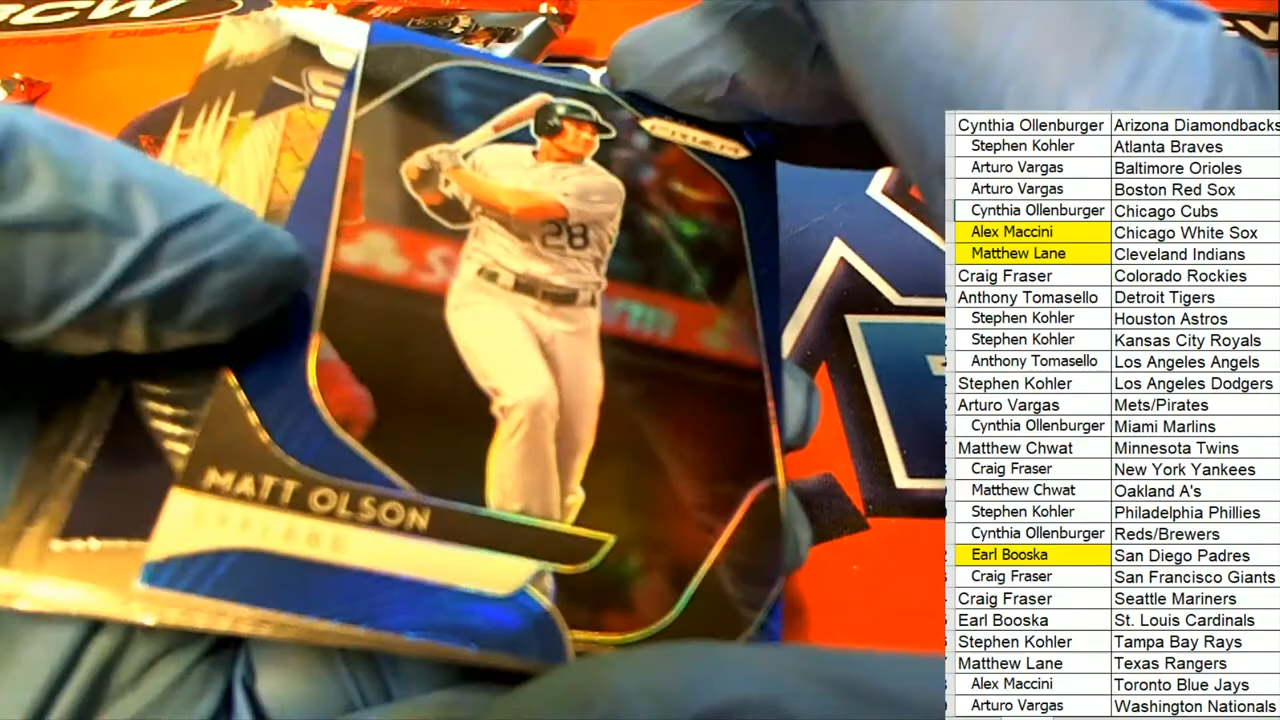 CW
DISP
PRIZM
28
MATT OLSON
Cynthia Ollenburger Arizona Diamondbacks
Stephen Kohler Atlanta Braves
Arturo Vargas Baltimore Orioles
Arturo Vargas Boston Red Sox
Cynthia Ollenburger Chicago Cubs
Alex Maccini Chicago White Sox
Matthew Lane Cleveland Indians
Craig Fraser Colorado Rockies
Anthony Tomasello Detroit Tigers
Stephen Kohler Houston Astros
Stephen Kohler Kansas City Royals
Anthony Tomasello Los Angeles Angels
Stephen Kohler Los Angeles Dodgers
Arturo Vargas Mets/Pirates
Cynthia Ollenburger Miami Marlins
Matthew Chwat Minnesota Twins
Craig Fraser New York Yankees
Matthew Chwat Oakland A's
Stephen Kohler Philadelphia Phillies
Cynthia Ollenburger Reds/Brewers
Earl Booska San Diego Padres
Craig Fraser San Francisco Giants
Craig Fraser Seattle Mariners
Earl Booska St. Louis Cardinals
Stephen Kohler Tampa Bay Rays
Matthew Lane Texas Rangers
Alex Maccini Toronto Blue Jays
Arturo Vargas Washington Nationals